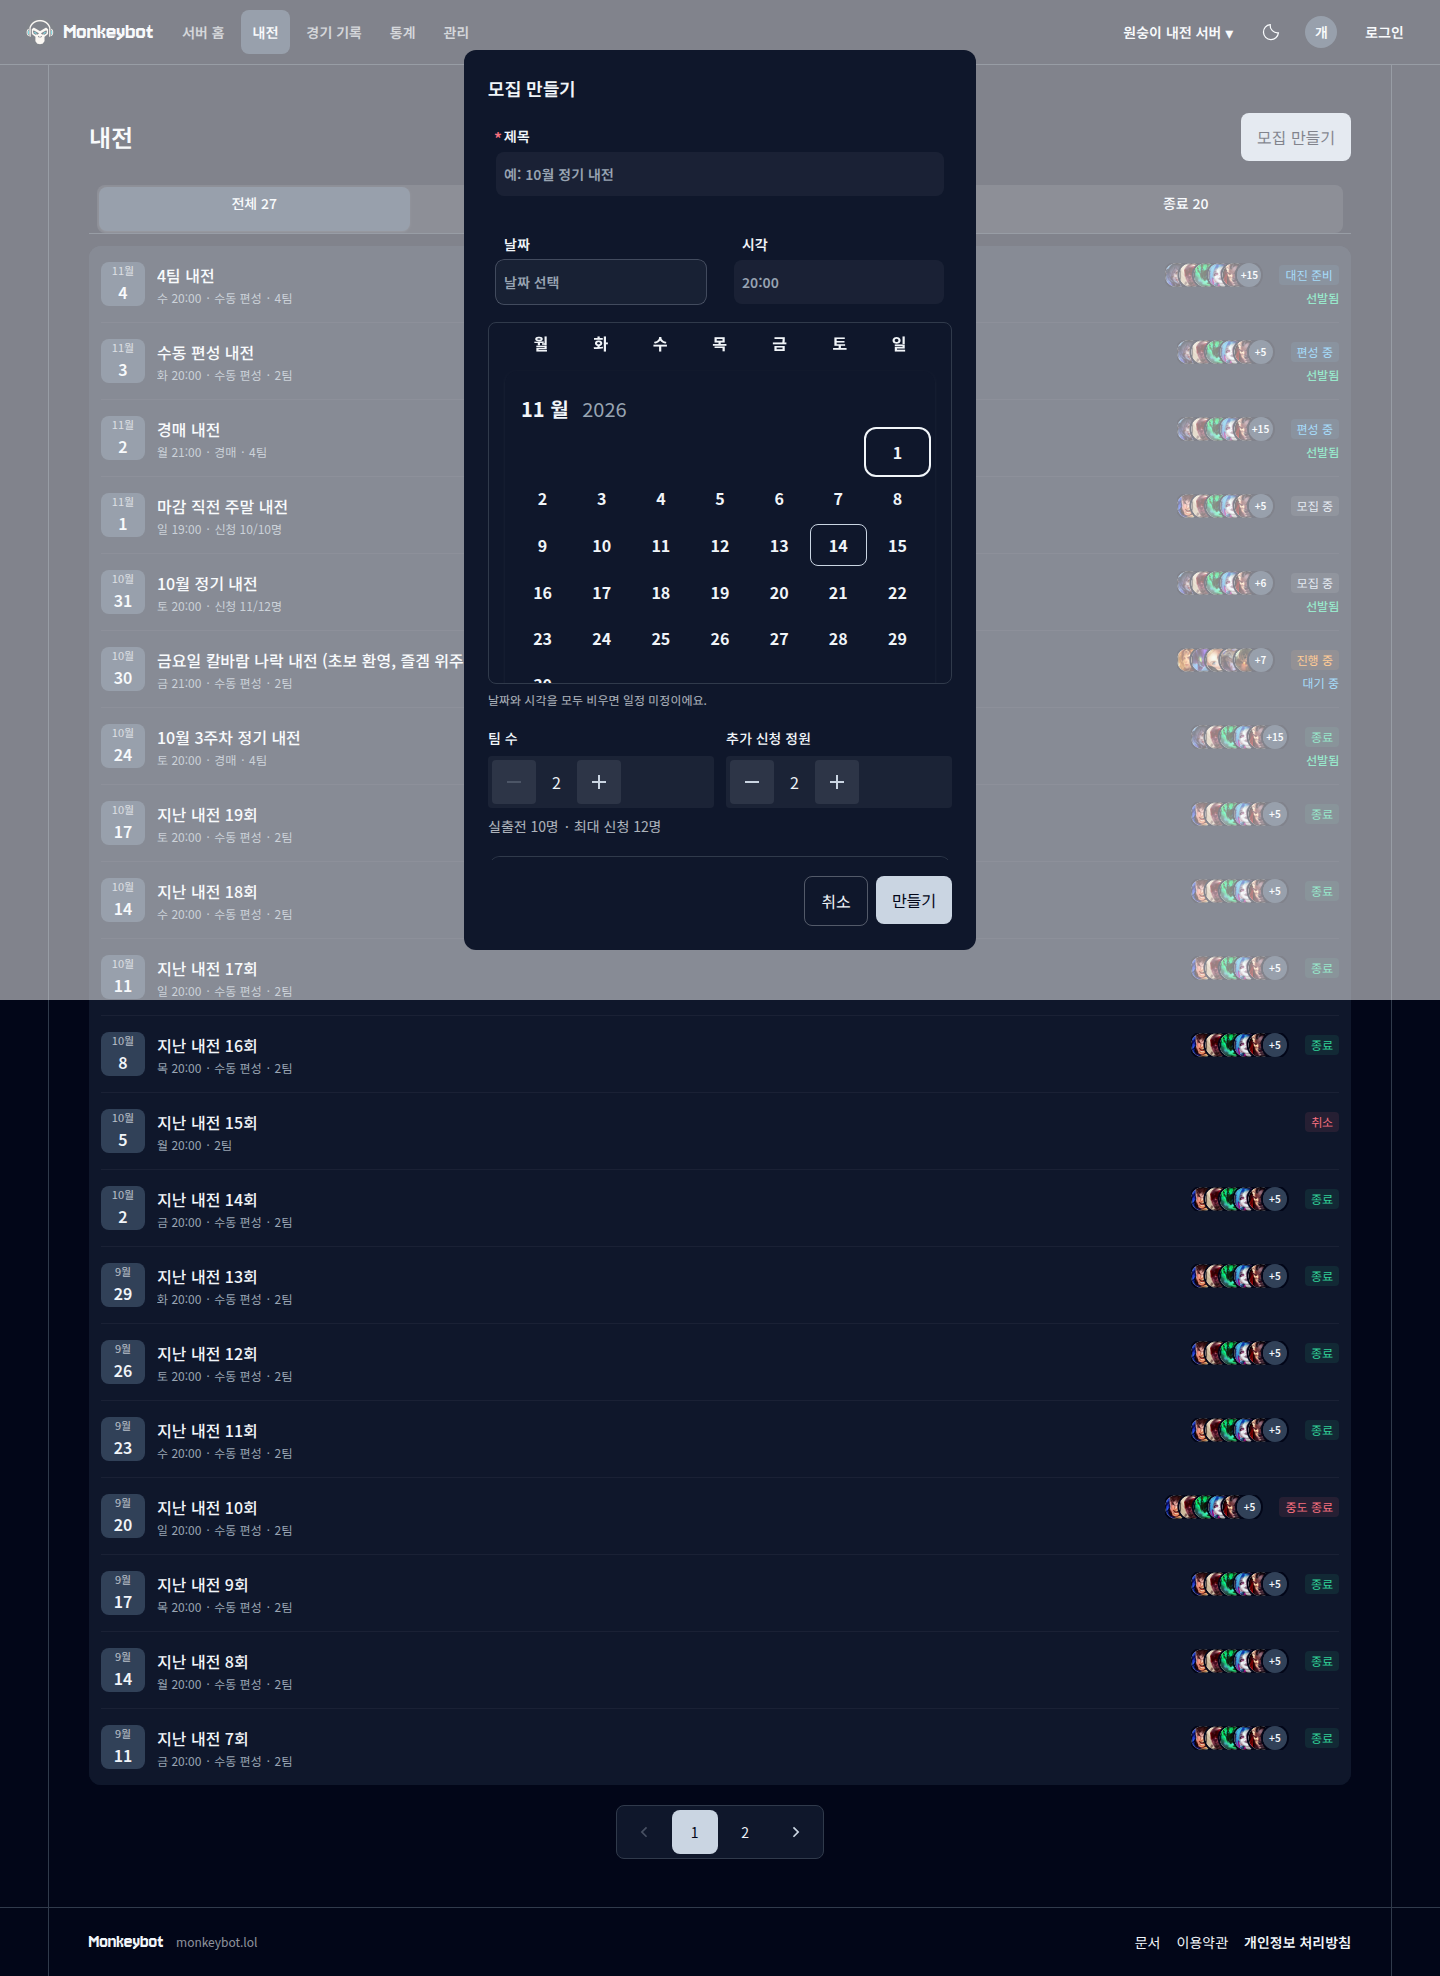 Monkeybot 서버 홈 내전 경기 기록 통계 관리 원숭이 내전 서버 ▾ 개 로그인
내전
모집 만들기
전체 27
종료 20
모집 만들기
* 제목
예: 10월 정기 내전
날짜 시각
날짜 선택 20:00
월 화 수 목 금 토 일
11 월 2026
1
2 3 4 5 6 7 8
9 10 11 12 13 14 15
16 17 18 19 20 21 22
23 24 25 26 27 28 29
30
날짜와 시각을 모두 비우면 일정 미정이에요.
팀 수 추가 신청 정원
2 2
실출전 10명 · 최대 신청 12명
취소 만들기
11월 4 4팀 내전 +15 대진 준비
수 20:00 · 수동 편성 · 4팀 선발됨
11월 3 수동 편성 내전 +5 편성 중
화 20:00 · 수동 편성 · 2팀 선발됨
11월 2 경매 내전 +15 편성 중
월 21:00 · 경매 · 4팀 선발됨
11월 1 마감 직전 주말 내전 +5 모집 중
일 19:00 · 신청 10/10명
10월 31 10월 정기 내전 +6 모집 중
토 20:00 · 신청 11/12명 선발됨
10월 30 금요일 칼바람 나락 내전 (초보 환영, 즐겜 위주 +7 진행 중
금 21:00 · 수동 편성 · 2팀 대기 중
10월 24 10월 3주차 정기 내전 +15 종료
토 20:00 · 경매 · 4팀 선발됨
10월 17 지난 내전 19회 +5 종료
토 20:00 · 수동 편성 · 2팀
10월 14 지난 내전 18회 +5 종료
수 20:00 · 수동 편성 · 2팀
10월 11 지난 내전 17회 +5 종료
일 20:00 · 수동 편성 · 2팀
10월 8 지난 내전 16회 +5 종료
목 20:00 · 수동 편성 · 2팀
10월 5 지난 내전 15회 취소
월 20:00 · 2팀
10월 2 지난 내전 14회 +5 종료
금 20:00 · 수동 편성 · 2팀
9월 29 지난 내전 13회 +5 종료
화 20:00 · 수동 편성 · 2팀
9월 26 지난 내전 12회 +5 종료
토 20:00 · 수동 편성 · 2팀
9월 23 지난 내전 11회 +5 종료
수 20:00 · 수동 편성 · 2팀
9월 20 지난 내전 10회 +5 중도 종료
일 20:00 · 수동 편성 · 2팀
9월 17 지난 내전 9회 +5 종료
목 20:00 · 수동 편성 · 2팀
9월 14 지난 내전 8회 +5 종료
월 20:00 · 수동 편성 · 2팀
9월 11 지난 내전 7회 +5 종료
금 20:00 · 수동 편성 · 2팀
1 2
Monkeybot monkeybot.lol 문서 이용약관 개인정보 처리방침